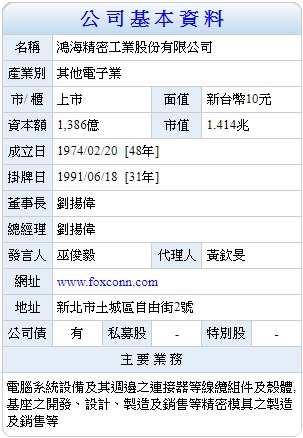 公司基本資料
名稱 鴻海精密工業股份有限公司
產業別 其他電子業
市/櫃 上市 面值 新台幣10元
資本額 1,386億 市值 1.414兆
成立日 1974/02/20 [48年]
掛牌日 1991/06/18 [31年]
董事長 劉揚偉
總經理 劉揚偉
發言人 巫俊毅 代理人 黃欽旻
網址 www.foxconn.com
地址 新北市土城區自由街2號
公司債 有 私募股 - 特別股 -
主要業務
電腦系統設備及其週邊之連接器等線纜組件及殼體,
基座之開發、設計、製造及銷售等精密模具之製造
及銷售等